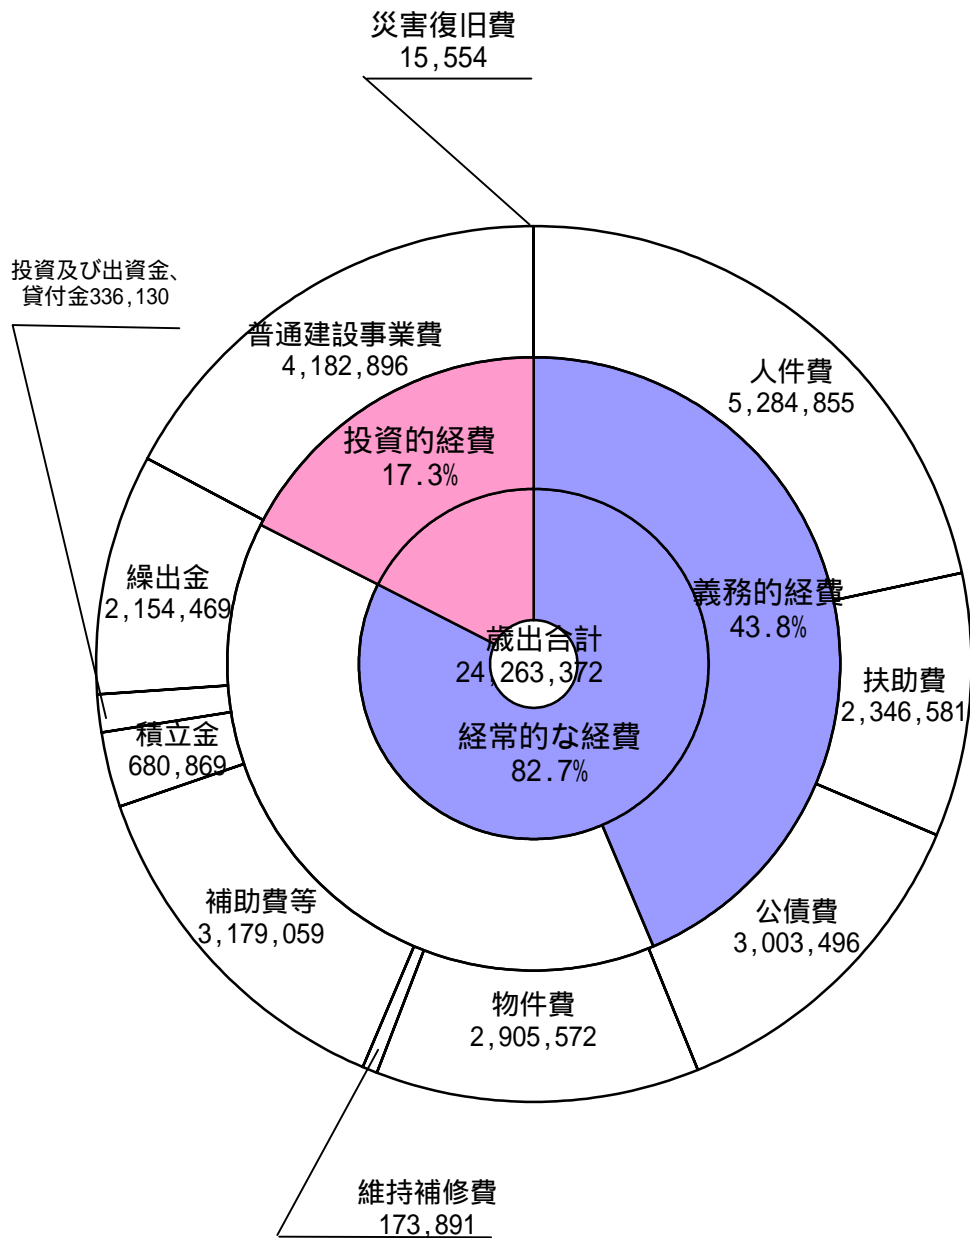 災害復旧費
15,554
投資及び出資金、
貸付金336,130
普通建設事業費
4,182,896
人件費
5,284,855
投資的経費
17.3%
繰出金
2,154,469
義務的経費
43.8%
歳出合計
24,263,372
扶助費
2,346,581
積立金
680,869
経常的な経費
82.7%
補助費等
3,179,059
公債費
3,003,496
物件費
2,905,572
維持補修費
173,891